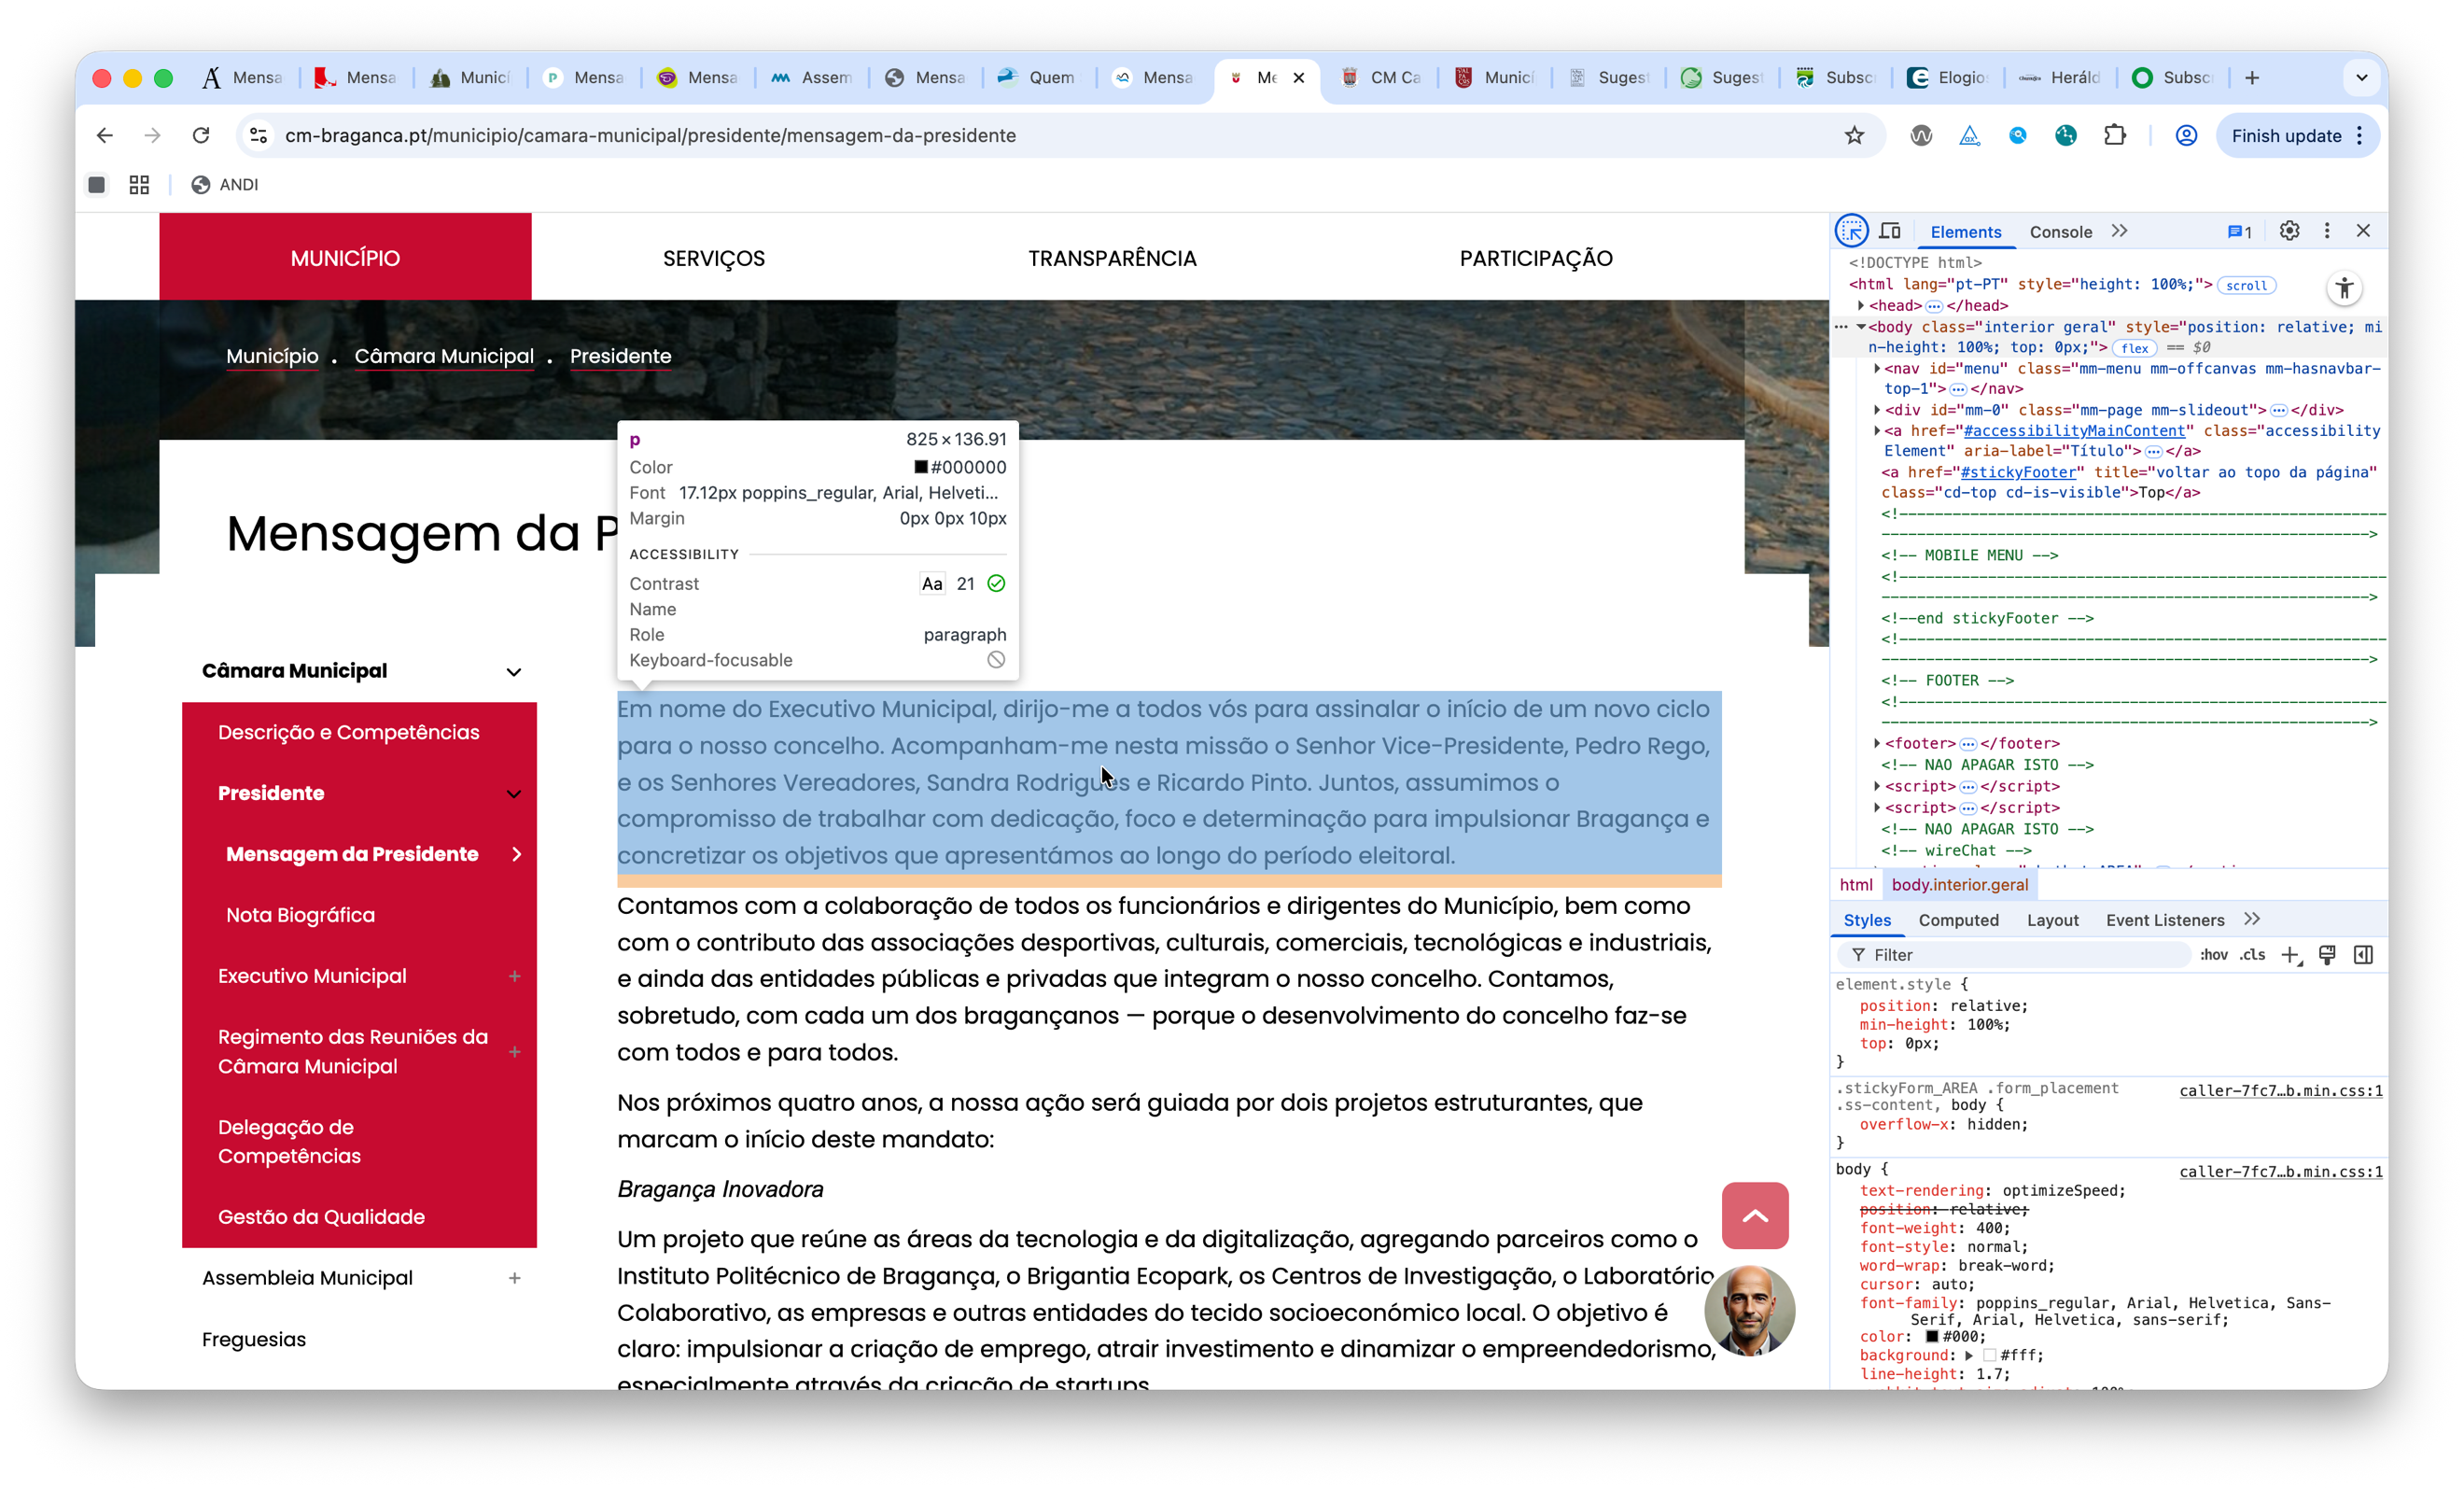 Mensa
Mensa
Municí
Mensa
Mensa
Assem
Mensa
Quem
Mensa
Me
CM Ca
Municí
Sugest
Sugest
Subsc
Elogio
Heráld
Subsc
cm-braganca.pt/municipio/camara-municipal/presidente/mensagem-da-presidente
Finish update
ANDI
MUNICÍPIO
SERVIÇOS
TRANSPARÊNCIA
PARTICIPAÇÃO
Município . Câmara Municipal . Presidente
Mensagem da P
p 825 × 136.91
Color #000000
Font 17.12px poppins_regular, Arial, Helveti...
Margin 0px 0px 10px
ACCESSIBILITY
Contrast Aa 21
Name
Role paragraph
Keyboard-focusable
Câmara Municipal
Descrição e Competências
Presidente
Mensagem da Presidente
Nota Biográfica
Executivo Municipal +
Regimento das Reuniões da
Câmara Municipal +
Delegação de
Competências
Gestão da Qualidade
Assembleia Municipal +
Freguesias
Em nome do Executivo Municipal, dirijo-me a todos vós para assinalar o início de um novo ciclo
para o nosso concelho. Acompanham-me nesta missão o Senhor Vice-Presidente, Pedro Rego,
e os Senhores Vereadores, Sandra Rodrigues e Ricardo Pinto. Juntos, assumimos o
compromisso de trabalhar com dedicação, foco e determinação para impulsionar Bragança e
concretizar os objetivos que apresentámos ao longo do período eleitoral.
Contamos com a colaboração de todos os funcionários e dirigentes do Município, bem como
com o contributo das associações desportivas, culturais, comerciais, tecnológicas e industriais,
e ainda das entidades públicas e privadas que integram o nosso concelho. Contamos,
sobretudo, com cada um dos bragançanos — porque o desenvolvimento do concelho faz-se
com todos e para todos.
Nos próximos quatro anos, a nossa ação será guiada por dois projetos estruturantes, que
marcam o início deste mandato:
Bragança Inovadora
Um projeto que reúne as áreas da tecnologia e da digitalização, agregando parceiros como o
Instituto Politécnico de Bragança, o Brigantia Ecopark, os Centros de Investigação, o Laboratório
Colaborativo, as empresas e outras entidades do tecido socioeconómico local. O objetivo é
claro: impulsionar a criação de emprego, atrair investimento e dinamizar o empreendedorismo,
especialmente através da criação de startups
Elements Console 1
<!DOCTYPE html>
<html lang="pt-PT" style="height: 100%;"> scroll
<head> </head>
<body class="interior geral" style="position: relative; mi
n-height: 100%; top: 0px;"> flex == $0
<nav id="menu" class="mm-menu mm-offcanvas mm-hasnavbar-
top-1"> </nav>
<div id="mm-0" class="mm-page mm-slideout"> </div>
<a href="#accessibilityMainContent" class="accessibility
Element" aria-label="Título"> </a>
<a href="#stickyFooter" title="voltar ao topo da página"
class="cd-top cd-is-visible">Top</a>
<!-- MOBILE MENU -->
<!--end stickyFooter -->
<!-- FOOTER -->
<footer> </footer>
<!-- NAO APAGAR ISTO -->
<script> </script>
<script> </script>
<!-- NAO APAGAR ISTO -->
<!-- wireChat -->
html body.interior.geral
Styles Computed Layout Event Listeners
Filter :hov .cls
element.style {
position: relative;
min-height: 100%;
top: 0px;
}
.stickyForm_AREA .form_placement caller-7fc7…b.min.css:1
.ss-content, body {
overflow-x: hidden;
}
body { caller-7fc7…b.min.css:1
text-rendering: optimizeSpeed;
position: relative;
font-weight: 400;
font-style: normal;
word-wrap: break-word;
cursor: auto;
font-family: poppins_regular, Arial, Helvetica, Sans-
Serif, Arial, Helvetica, sans-serif;
color: #000;
background: #fff;
line-height: 1.7;